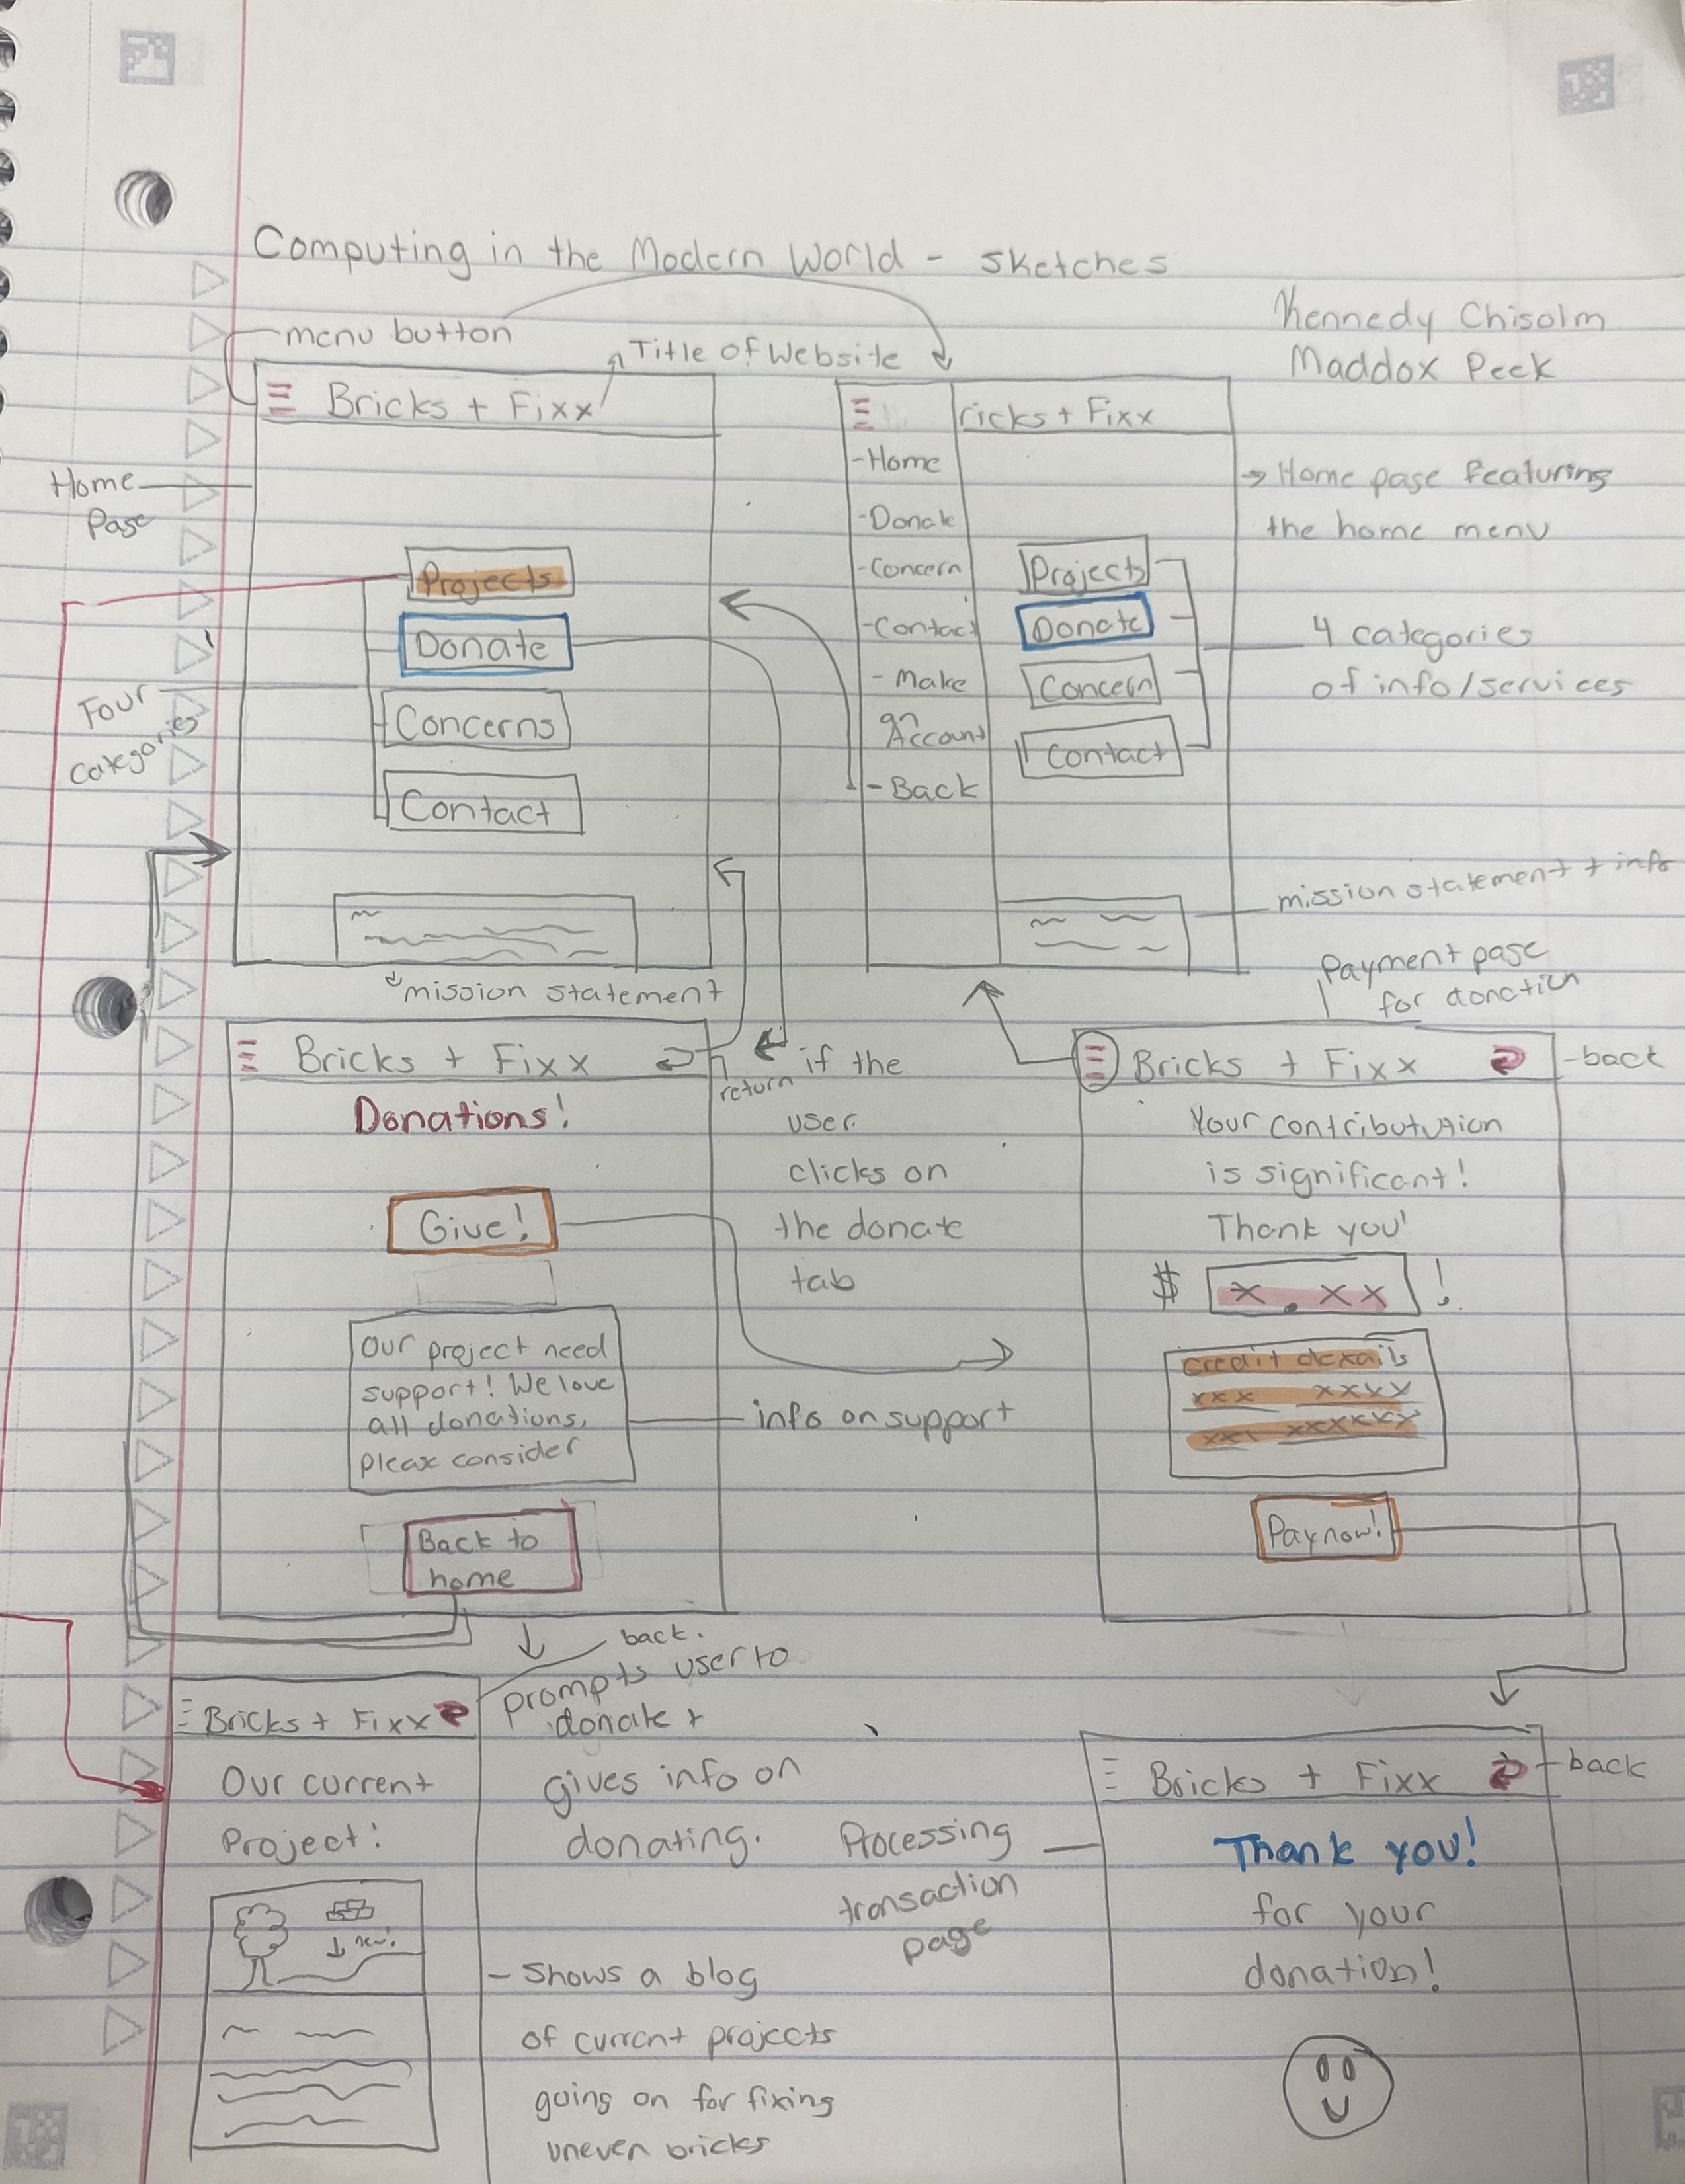 Computing in the Modern World - Sketches
Kennedy Chisolm
Maddox Peek
menu button
Title of Website
Bricks + Fixx
Home
Page
Projects
Donate
Concerns
Contact
Four
Categories
mission statement
ricks + Fixx
-Home
-Donate
-Concern
-Contact
- Make
an
Account
- Back
Projects
Donate
Concern
Contact
→ Home page featuring
the home menu
4 categories
of info/services
mission statement + info
Bricks + Fixx
return
Donations!
Give!
Our project need
support! We love
all donations,
please consider
Back to
home
if the
user
clicks on
the donate
tab
info on support
Payment page
for donation
Bricks + Fixx
-back
Your contributuion
is significant!
Thank you!
$ x.xx!
credit details
xxx xxxx
xxx xxxxxx
Pay now!
back.
prompts user to
donate +
gives info on
donating.
Bricks + Fixx
Our current
Project:
new!
- Shows a blog
of current projects
going on for fixing
uneven bricks
Processing
transaction
page
Bricks + Fixx
-back
Thank you!
for your
donation!